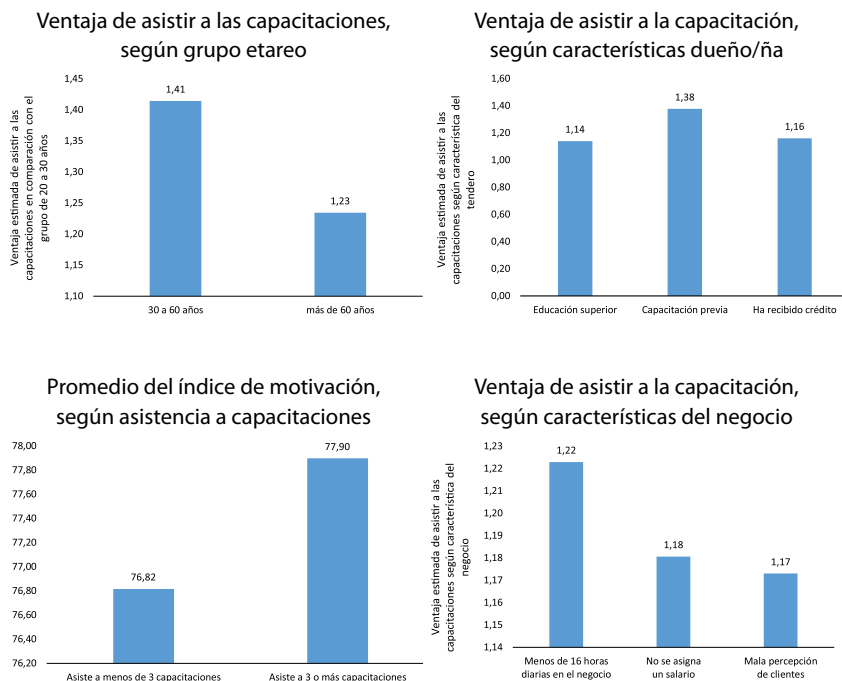 Ventaja de asistir a las capacitaciones,
según grupo etareo
Ventaja estimada de asistir a las
capacitaciones en comparación con el
grupo de 20 a 30 años
1,45
1,40
1,35
1,30
1,25
1,20
1,15
1,10
1,41
1,23
30 a 60 años
más de 60 años
Ventaja de asistir a la capacitación,
según características dueño/ña
Ventaja estimada de asistir a las
capacitaciones según característica del
tendero
1,60
1,40
1,20
1,00
0,80
0,60
0,40
0,20
0,00
1,14
1,38
1,16
Educación superior
Capacitación previa
Ha recibido crédito
Promedio del índice de motivación,
según asistencia a capacitaciones
78,00
77,80
77,60
77,40
77,20
77,00
76,80
76,60
76,40
76,20
76,82
77,90
Asiste a menos de 3 capacitaciones
Asiste a 3 o más capacitaciones
Ventaja de asistir a la capacitación,
según características del negocio
Ventaja estimada de asistir a las
capacitaciones según característica del
negocio
1,23
1,22
1,21
1,20
1,19
1,18
1,17
1,16
1,15
1,14
1,22
1,18
1,17
Menos de 16 horas
diarias en el negocio
No se asigna
un salario
Mala percepción
de clientes